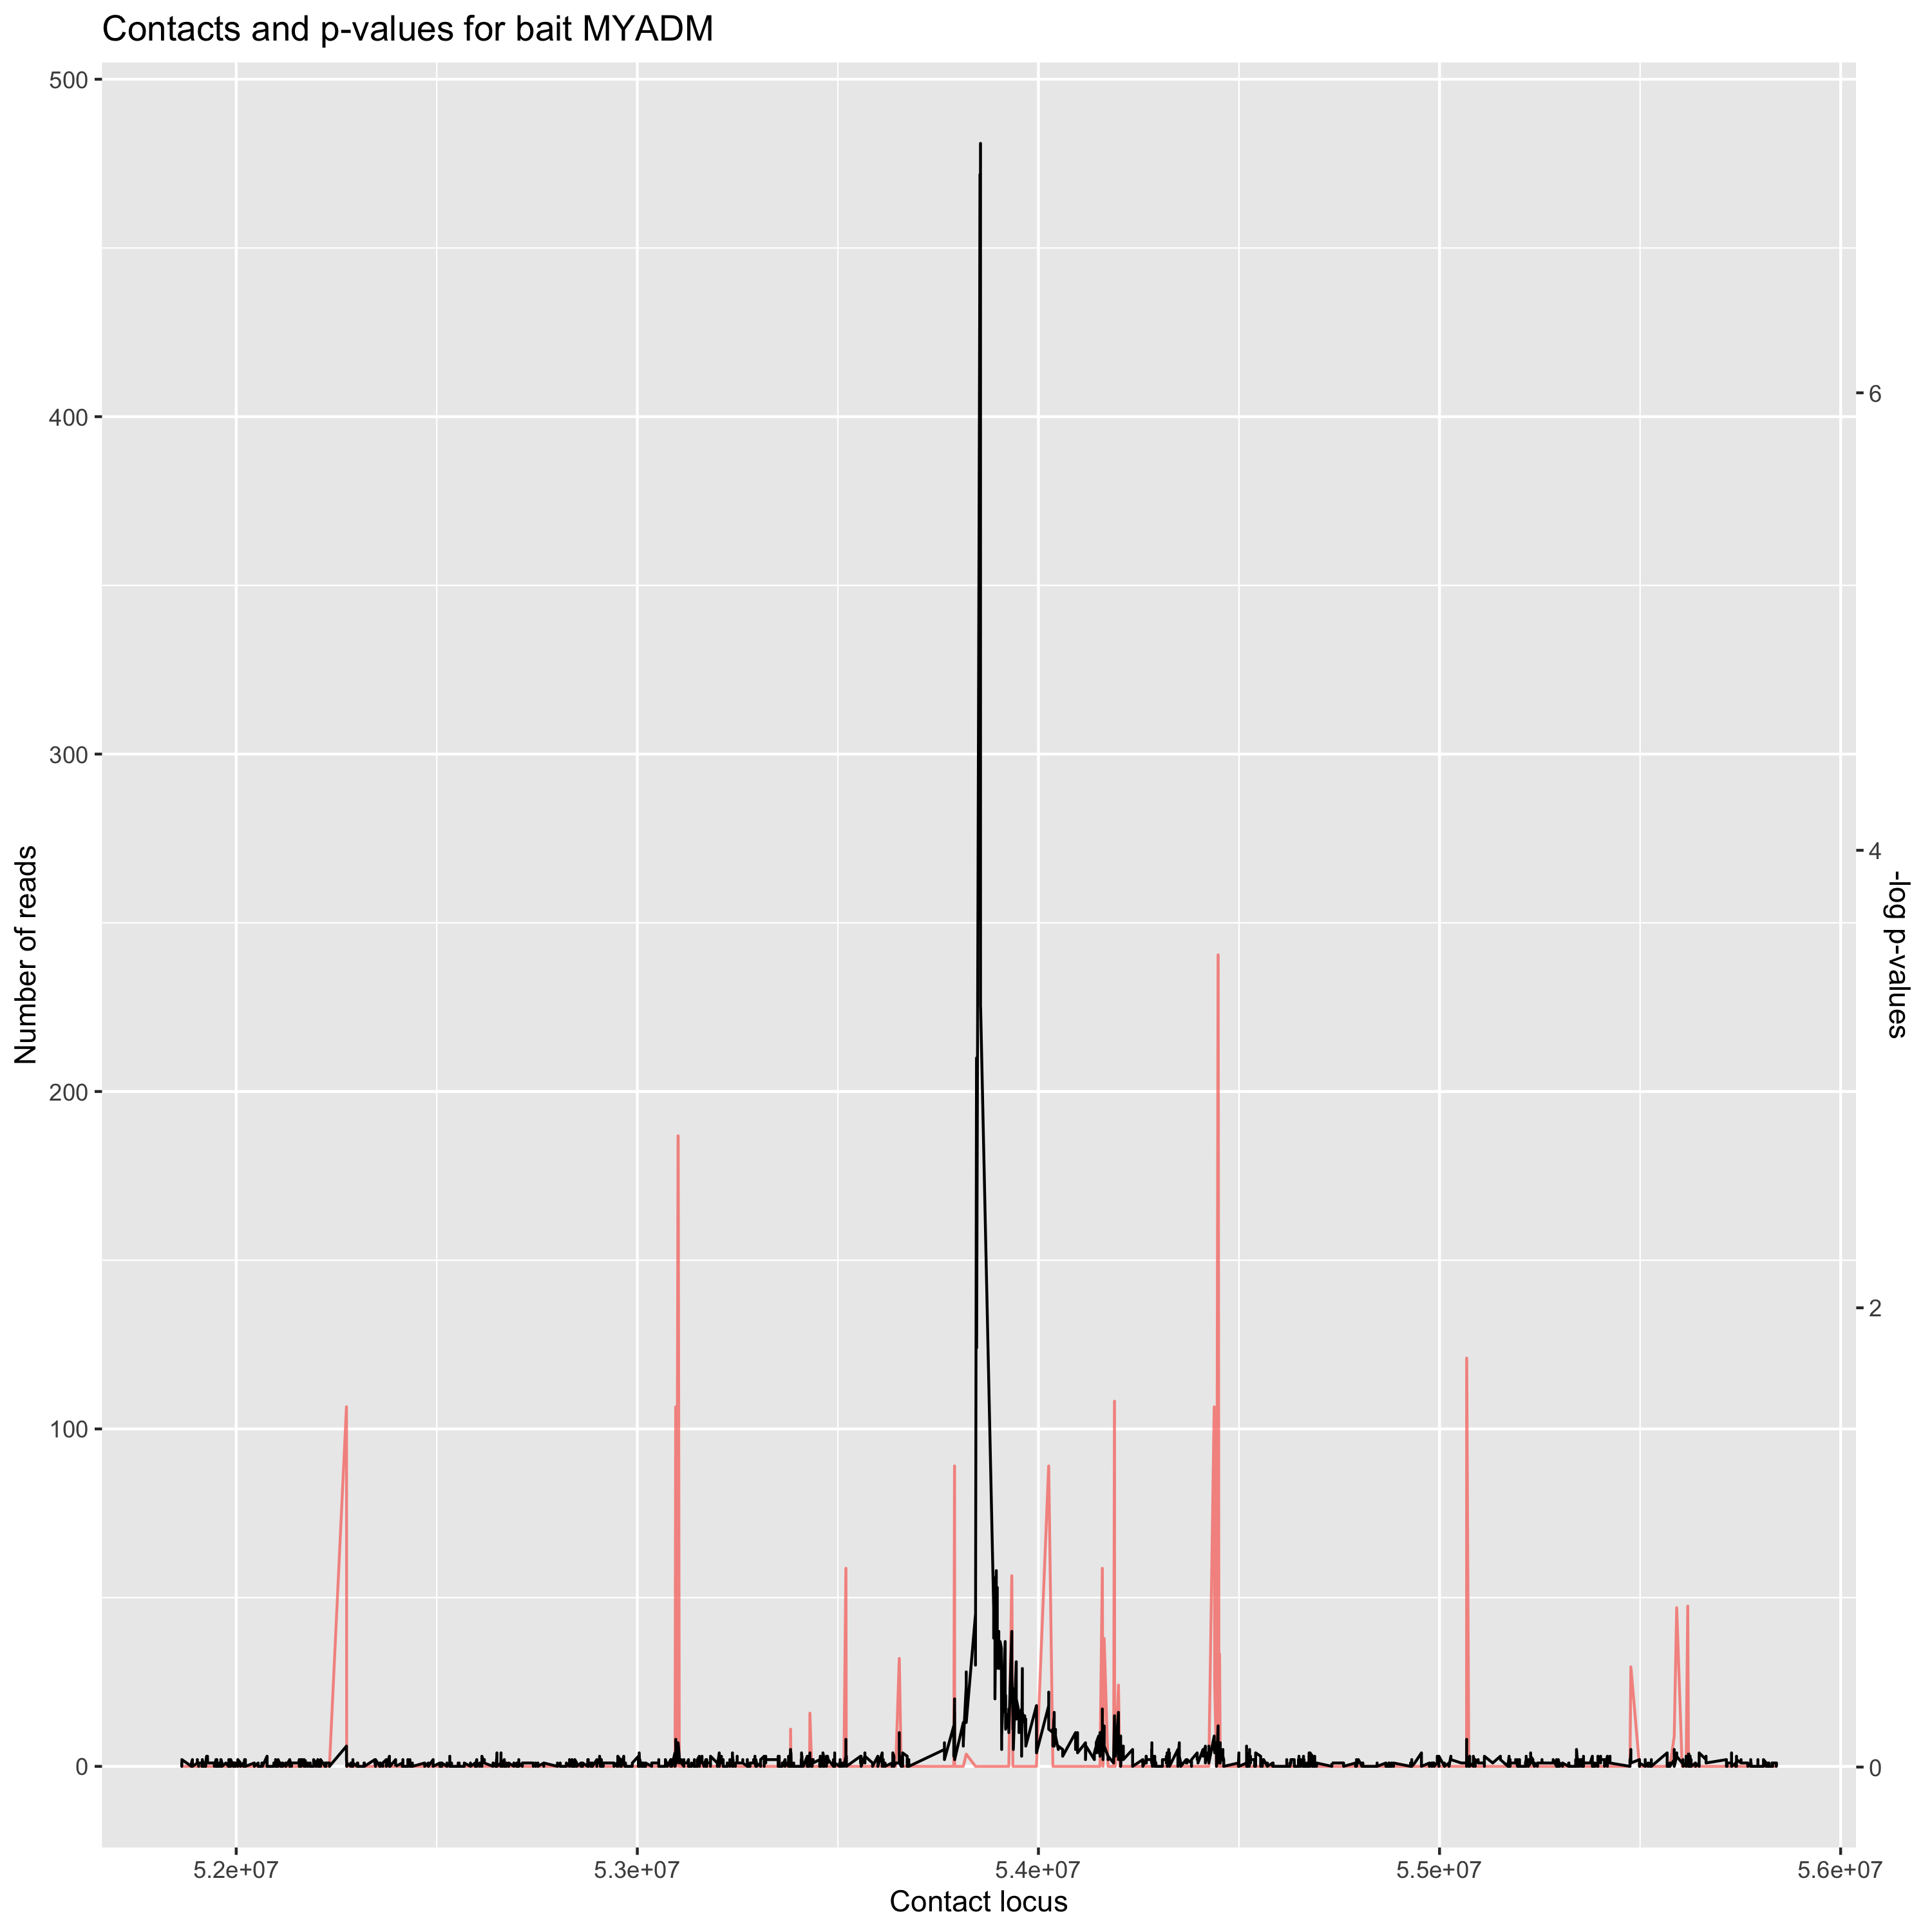 Contacts and p-values for bait MYADM
500
400
300
200
100
0
Number of reads
6
4
2
0
-log p-values
5.2e+07
5.3e+07
5.4e+07
5.5e+07
5.6e+07
Contact locus